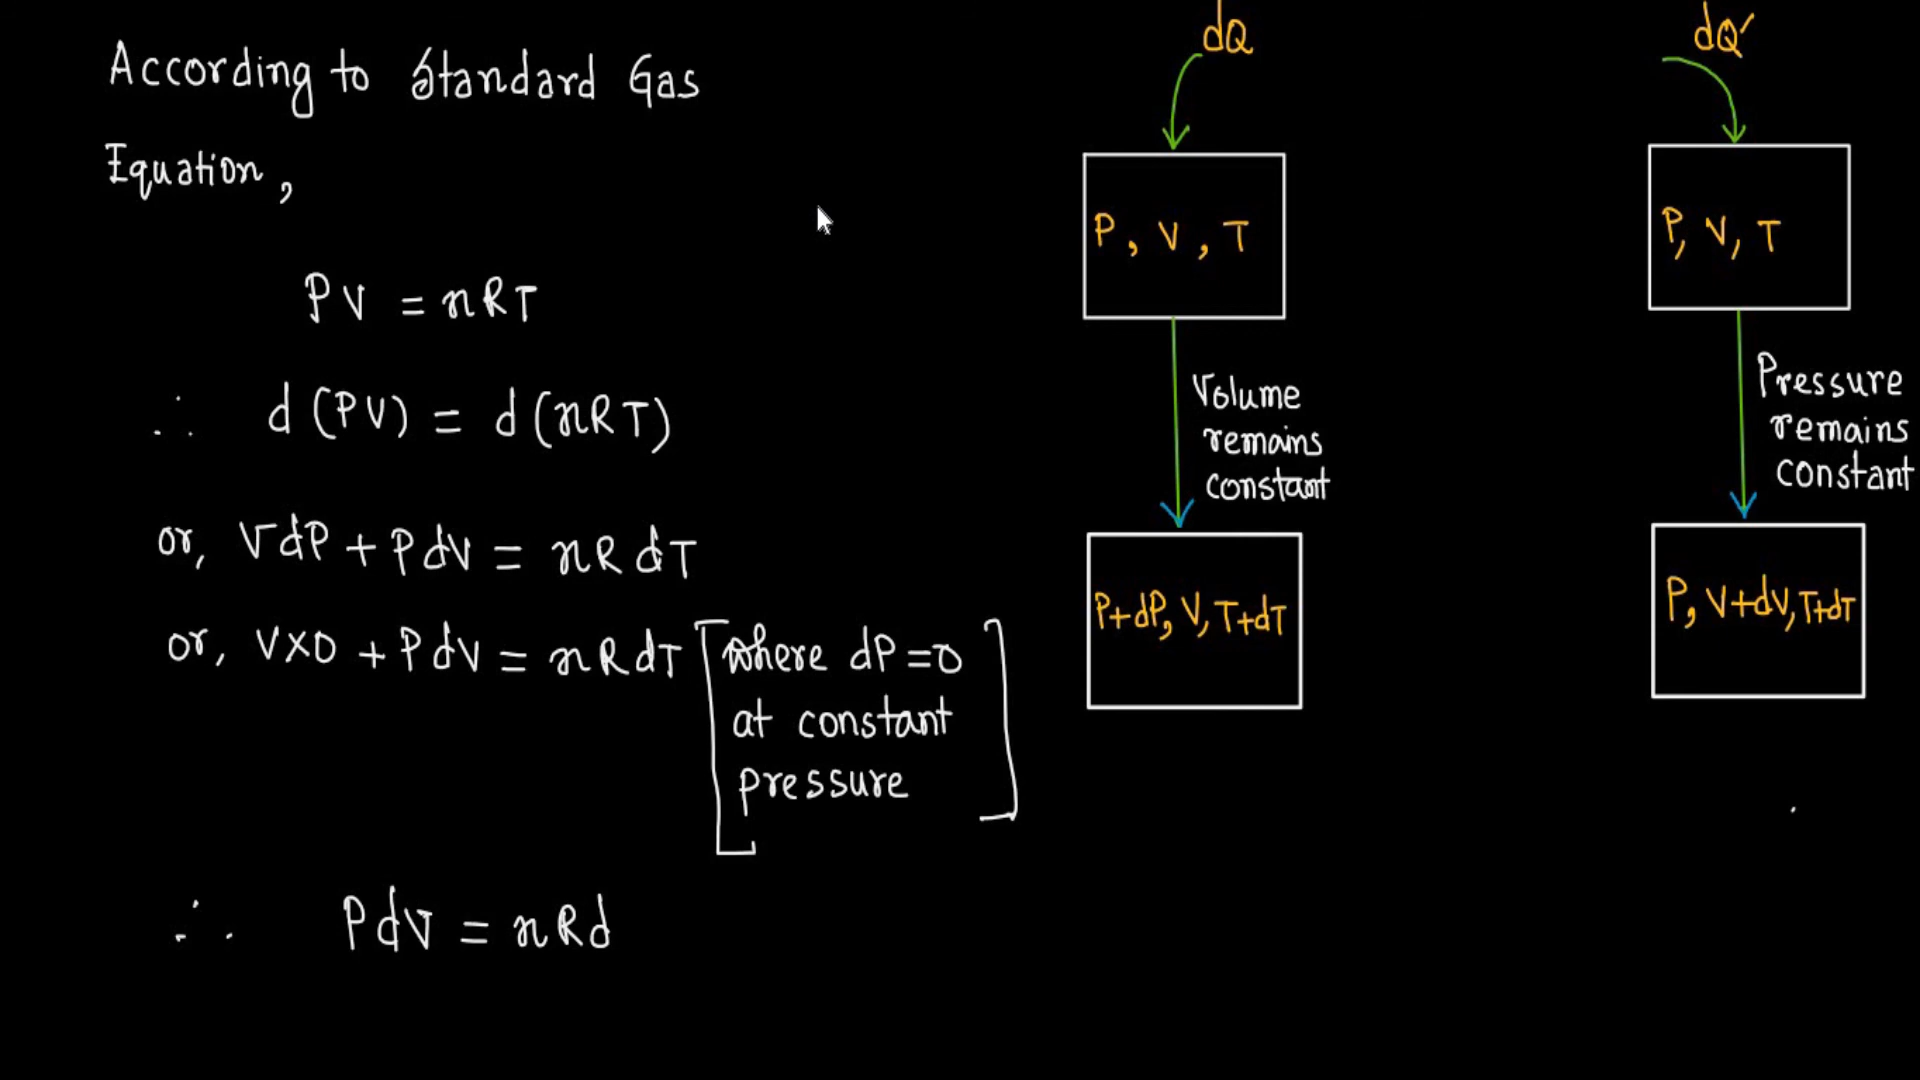 According to Standard Gas
Equation,
PV = nRT
∴ d(PV) = d(nRT)
or, VdP + PdV = nRdT
or, V×0 + PdV = nRdT [where dP=0
at constant
pressure]
∴ PdV = nRd
dQ
P, V, T
Volume
remains
constant
P+dP, V, T+dT
dQ′
P, V, T
Pressure
remains
constant
P, V+dV, T+dT